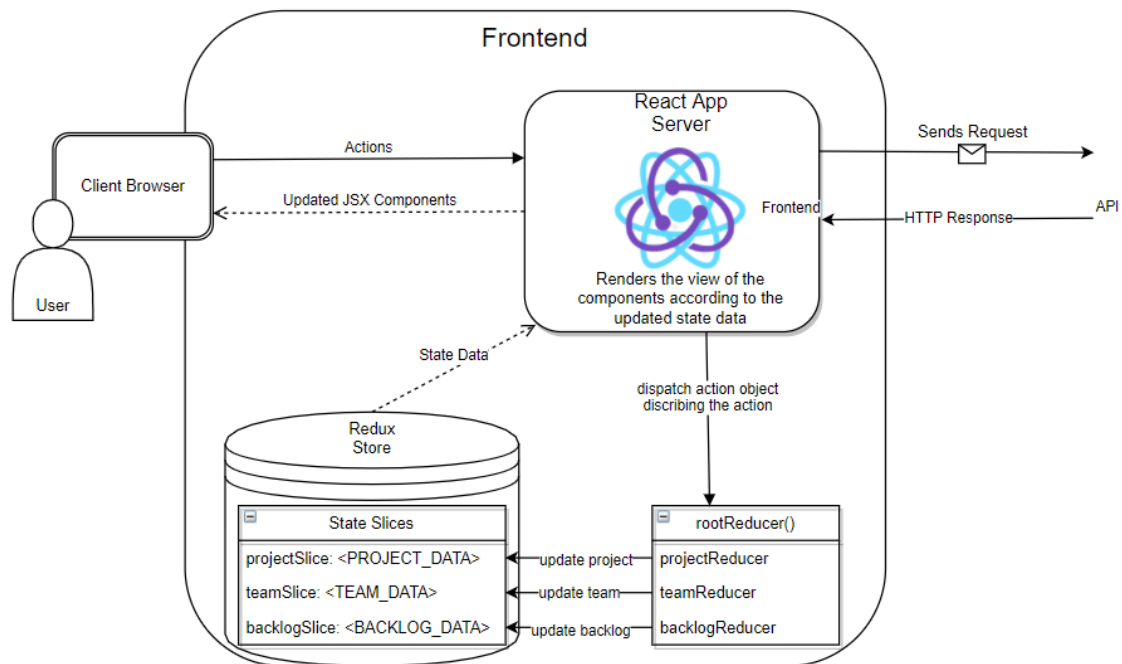 Frontend
React App
Server
Sends Request
Actions
Client Browser
Updated JSX Components
Frontend
HTTP Response
API
Renders the view of the
components according to the
updated state data
User
State Data
dispatch action object
discribing the action
Redux
Store
State Slices
rootReducer()
projectSlice: <PROJECT_DATA>
update project
projectReducer
teamSlice: <TEAM_DATA>
update team
teamReducer
backlogSlice: <BACKLOG_DATA>
update backlog
backlogReducer